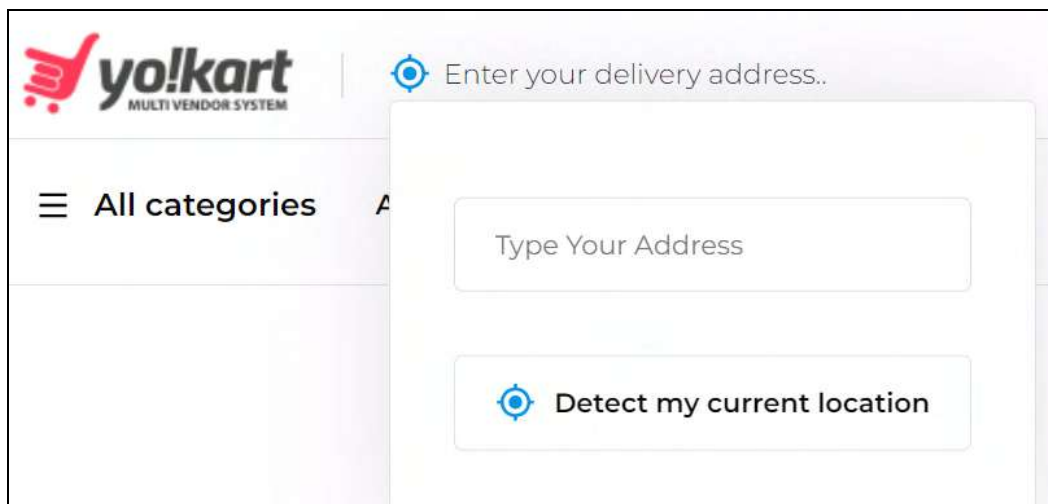 yo!kart
MULTI VENDOR SYSTEM
Enter your delivery address..
All categories A
Type Your Address
Detect my current location